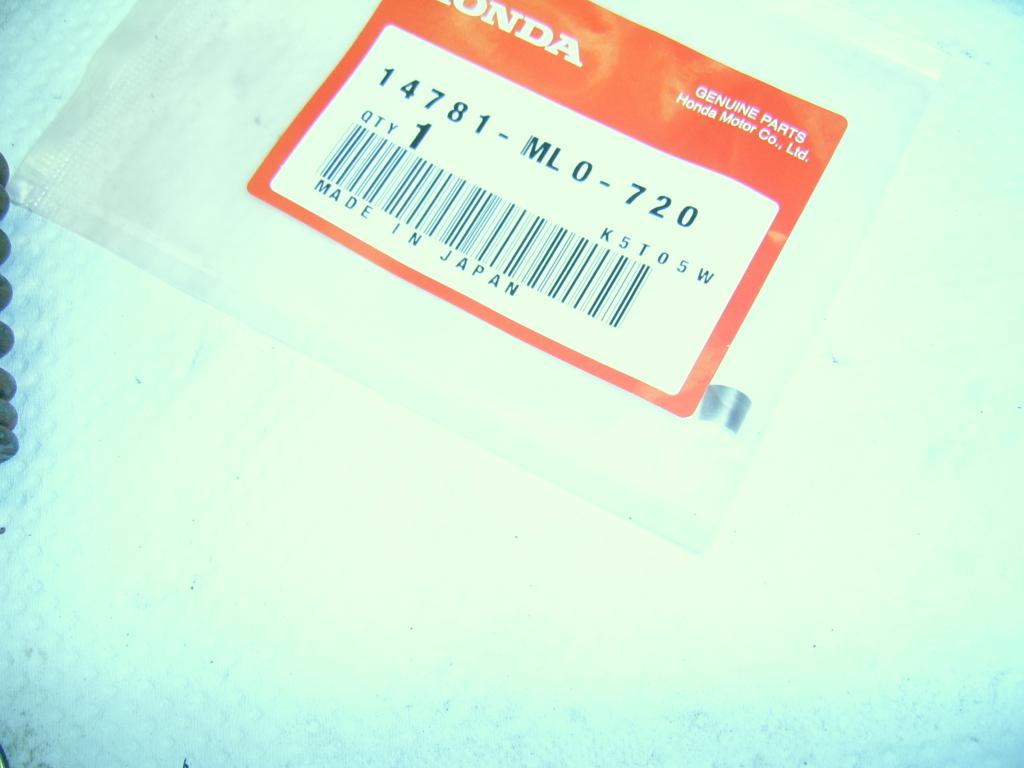 HONDA
GENUINE PARTS
Honda Motor Co., Ltd.
14781-ML0-720
QTY 1
K5T05W
MADE IN JAPAN